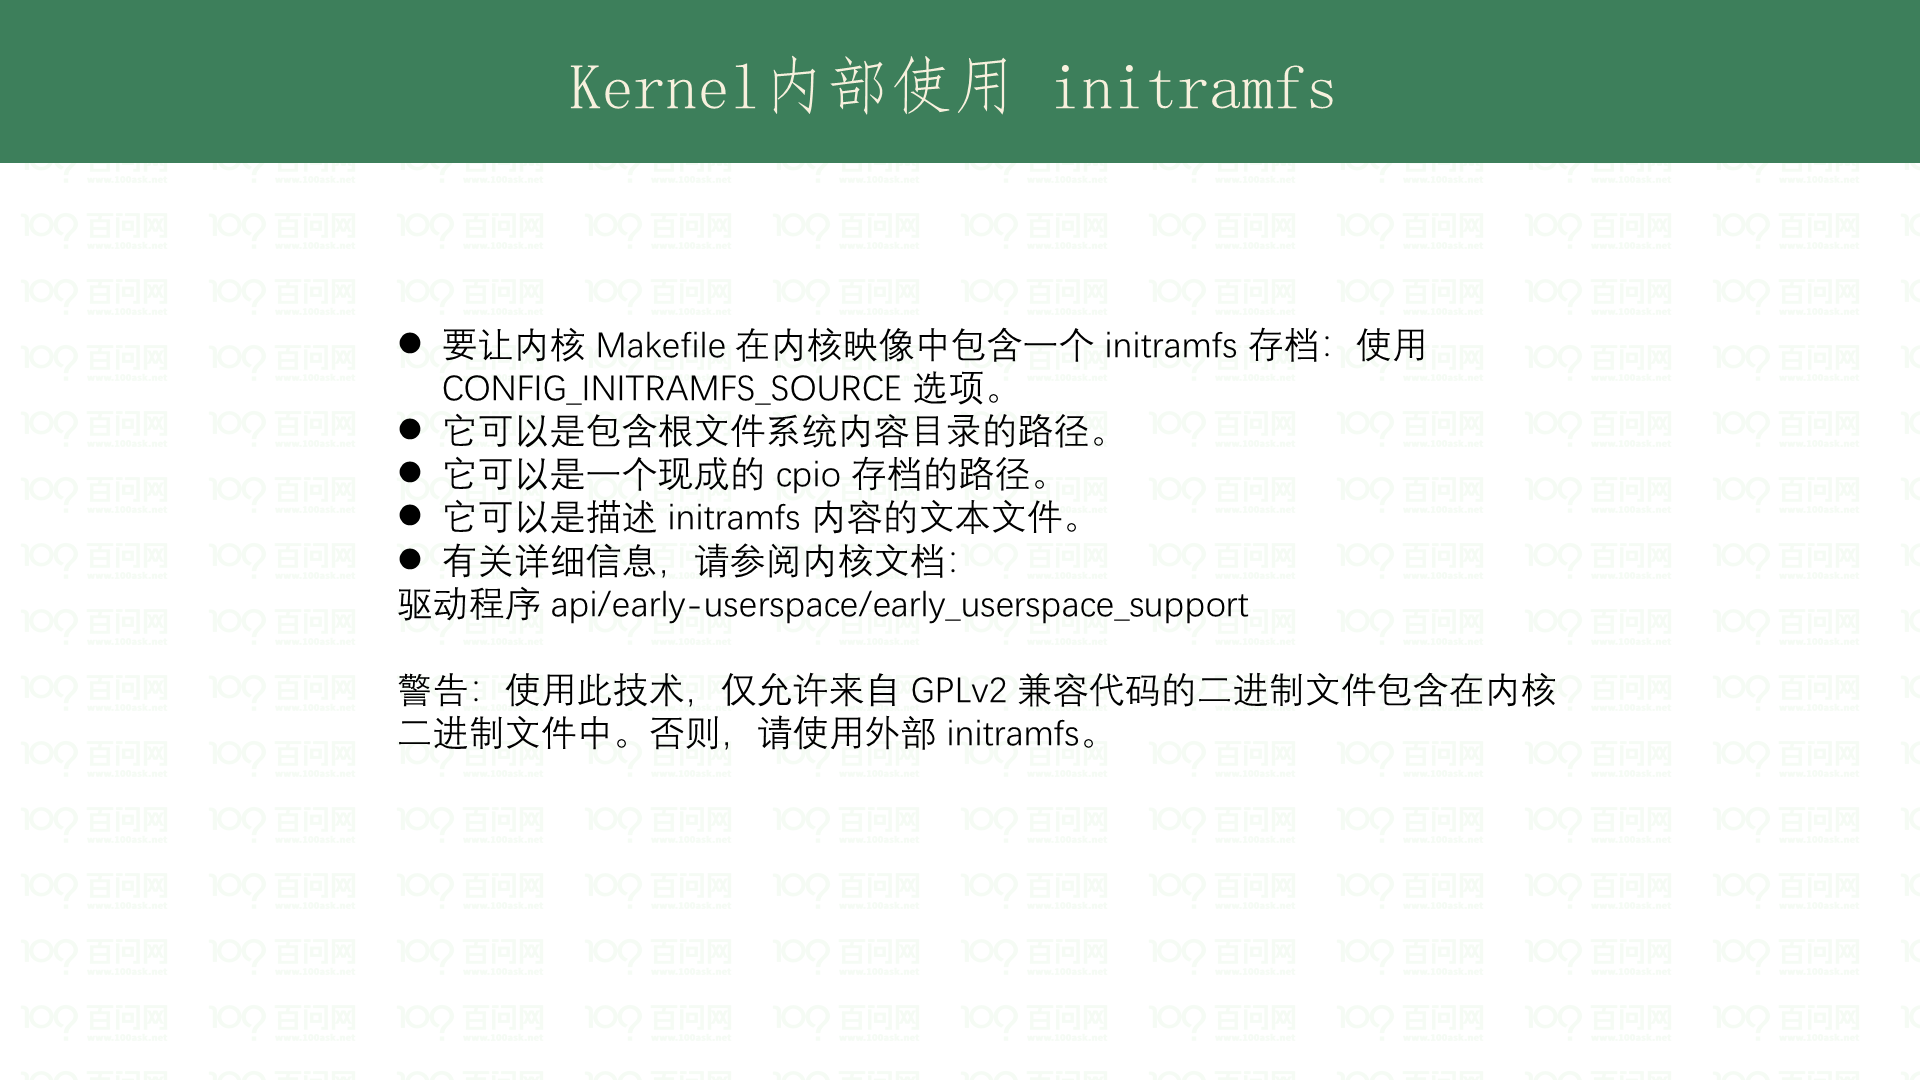 Kernel内部使用 initramfs
● 要让内核 Makefile 在内核映像中包含一个 initramfs 存档：使用
CONFIG_INITRAMFS_SOURCE 选项。
● 它可以是包含根文件系统内容目录的路径。
● 它可以是一个现成的 cpio 存档的路径。
● 它可以是描述 initramfs 内容的文本文件。
● 有关详细信息，请参阅内核文档：
驱动程序 api/early-userspace/early_userspace_support
警告：使用此技术，仅允许来自 GPLv2 兼容代码的二进制文件包含在内核
二进制文件中。否则，请使用外部 initramfs。